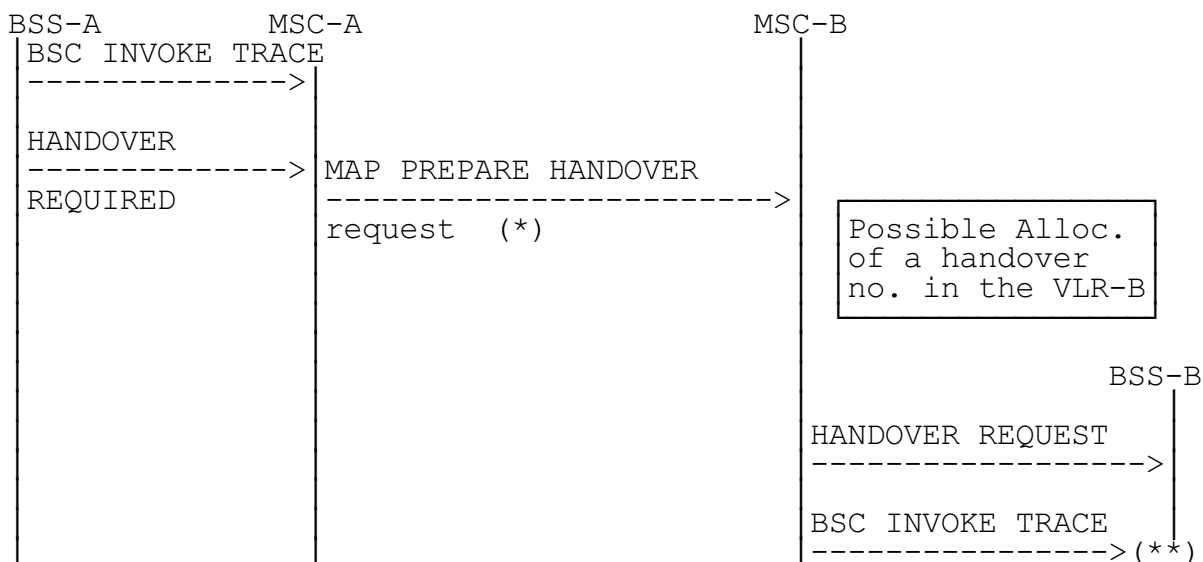 BSS-A MSC-A MSC-B
BSC INVOKE TRACE
-------------->
HANDOVER
-------------->
MAP PREPARE HANDOVER
REQUIRED
------------------------>
request (*)
Possible Alloc.
of a handover
no. in the VLR-B
BSS-B
HANDOVER REQUEST
------------------>
BSC INVOKE TRACE
---------------->(**)